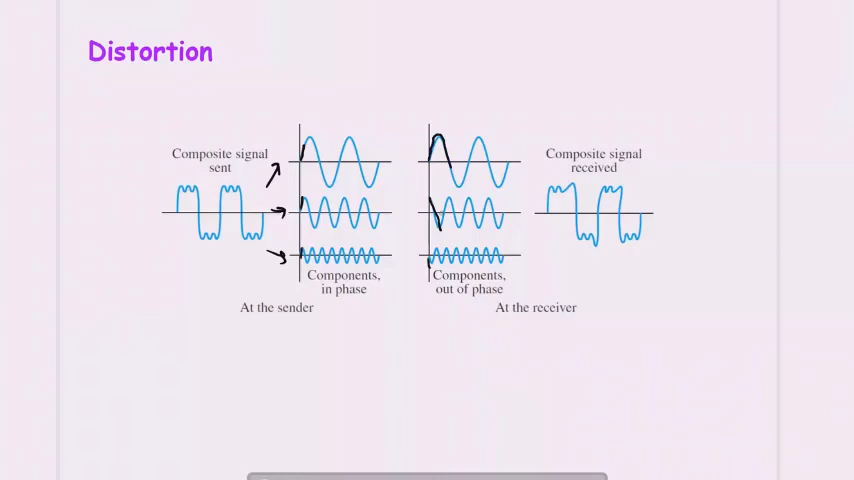 Distortion
Composite signal
sent
Components,
in phase
At the sender
Components,
out of phase
Composite signal
received
At the receiver